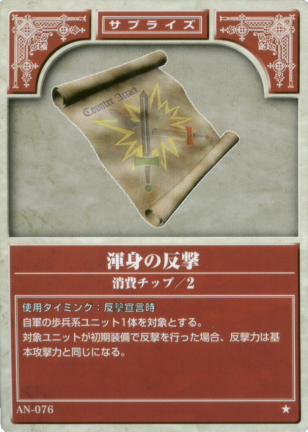 サプライズ
Counter Attack
渾身の反撃
消費チップ／2
使用タイミング：反撃宣言時
自軍の歩兵系ユニット1体を対象とする。
対象ユニットが初期装備で反撃を行った場合、反撃力は基
本攻撃力と同じになる。
AN-076 ★